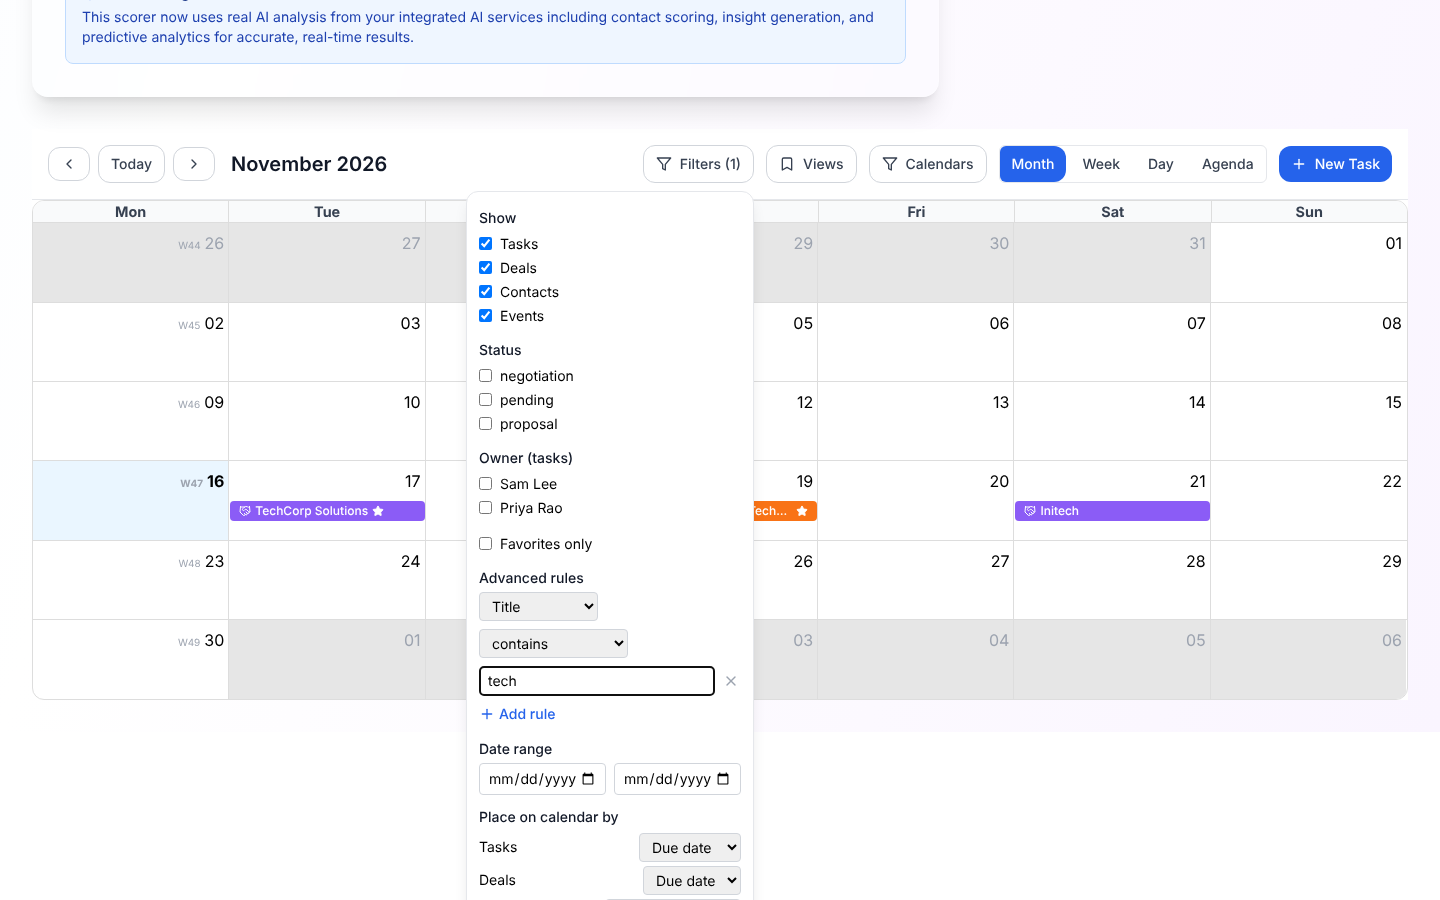 This scorer now uses real AI analysis from your integrated AI services including contact scoring, insight generation, and
predictive analytics for accurate, real-time results.
Today
November 2026
Filters (1)
Views
Calendars
Month
Week
Day
Agenda
New Task
Mon
Tue
Fri
Sat
Sun
W44 26
27
29
30
31
01
W45 02
03
05
06
07
08
W46 09
10
12
13
14
15
W47 16
17
19
20
21
22
TechCorp Solutions
Tech...
Initech
W48 23
24
26
27
28
29
W49 30
01
03
04
05
06
Show
Tasks
Deals
Contacts
Events
Status
negotiation
pending
proposal
Owner (tasks)
Sam Lee
Priya Rao
Favorites only
Advanced rules
Title
contains
tech
Add rule
Date range
mm/dd/yyyy
mm/dd/yyyy
Place on calendar by
Tasks
Due date
Deals
Due date